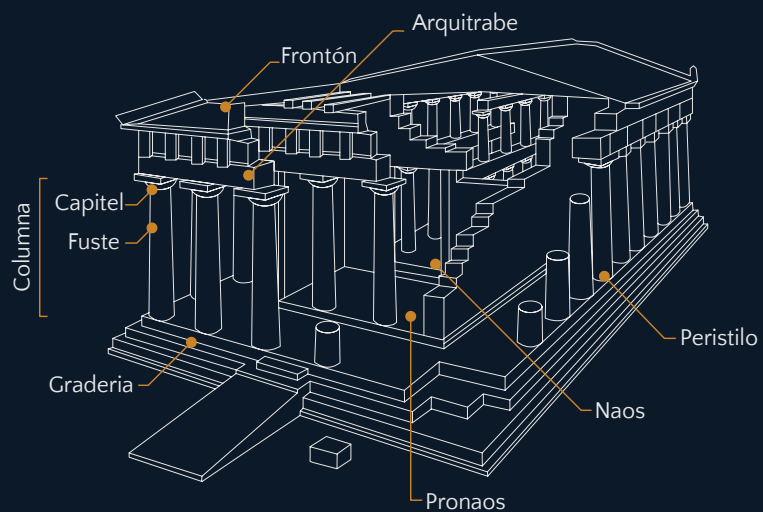 Arquitrabe
Frontón
Capitel
Fuste
Columna
Graderia
Peristilo
Naos
Pronaos